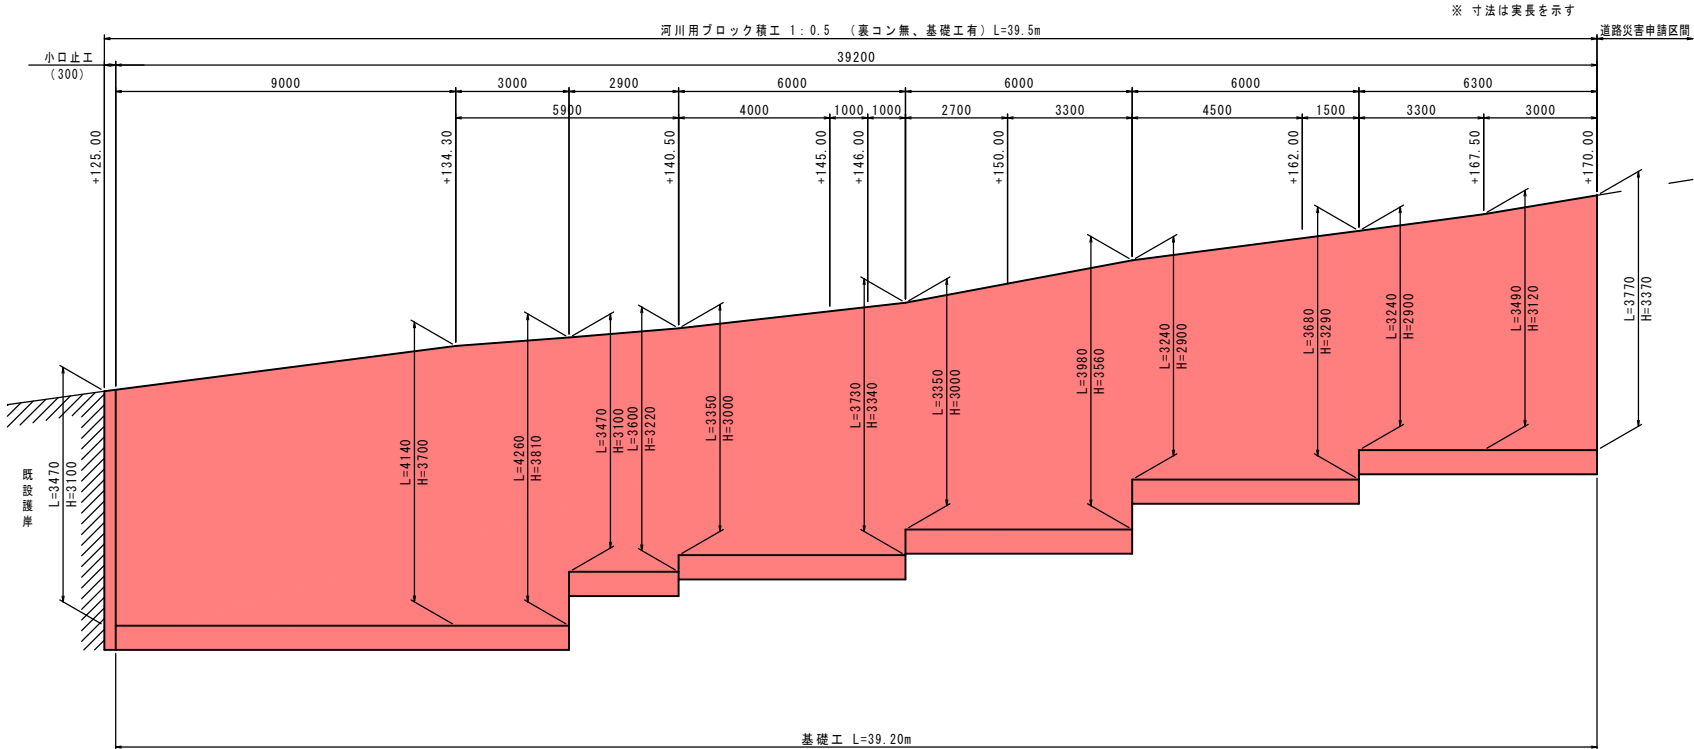 ※ 寸法は実長を示す
河川用ブロック積工 1:0.5 (裏コン無、基礎工有) L=39.5m
道路災害申請区間
小口止工
(300)
39200
9000
3000
2900
6000
6000
6000
6300
5900
4000
1000
1000
2700
3300
4500
1500
3300
3000
+125.00
+134.30
+140.50
+145.00
+146.00
+150.00
+162.00
+167.50
+170.00
既設護岸
L=3470
H=3100
L=4140
H=3700
L=4260
H=3810
L=3470
H=3100
L=3600
H=3220
L=3350
H=3000
L=3730
H=3340
L=3350
H=3000
L=3980
H=3560
L=3240
H=2900
L=3680
H=3290
L=3240
H=2900
L=3490
H=3120
L=3770
H=3370
基礎工 L=39.20m